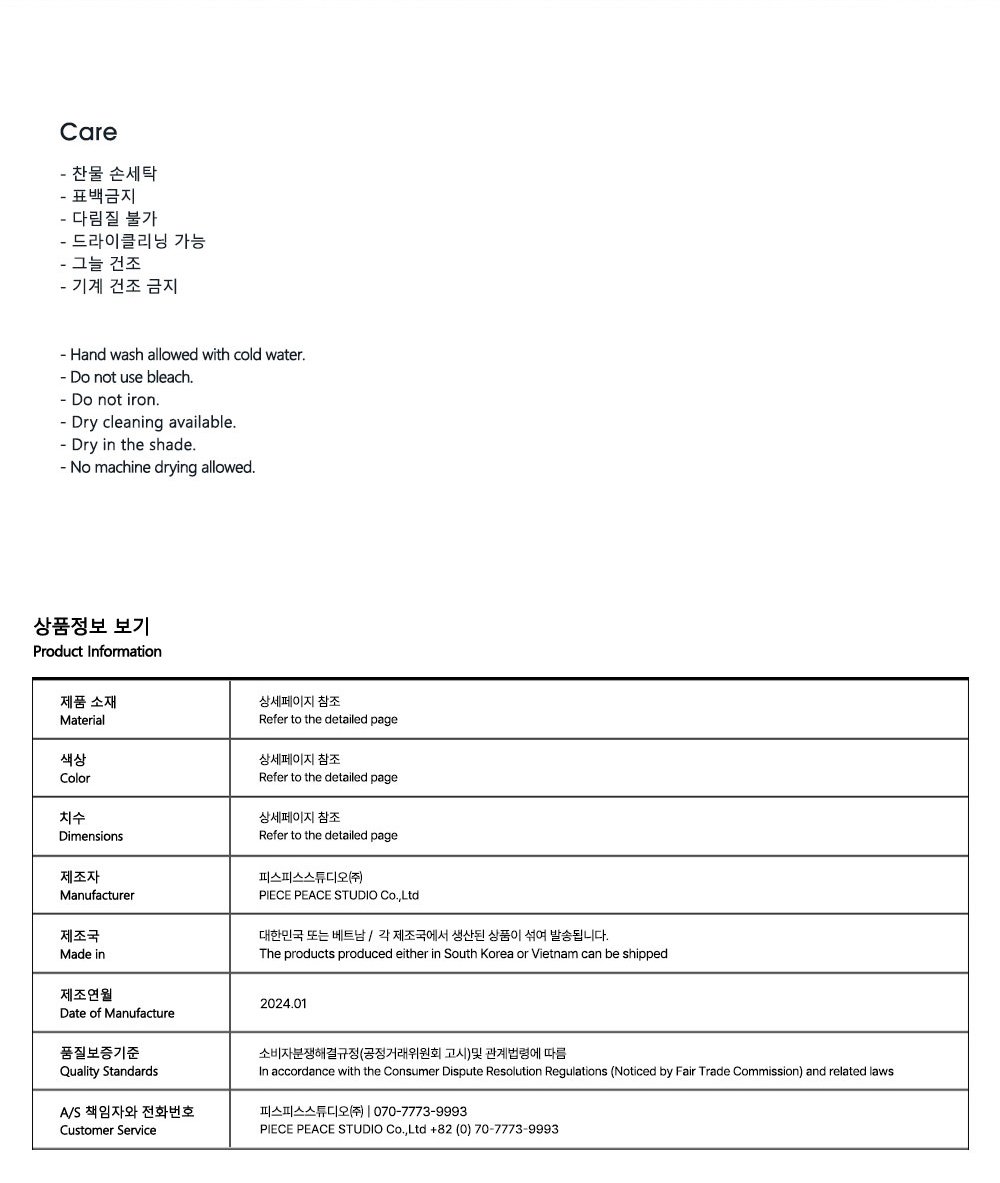 Care
- 찬물 손세탁
- 표백금지
- 다림질 불가
- 드라이클리닝 가능
- 그늘 건조
- 기계 건조 금지
- Hand wash allowed with cold water.
- Do not use bleach.
- Do not iron.
- Dry cleaning available.
- Dry in the shade.
- No machine drying allowed.
상품정보 보기
Product Information
제품 소재
Material
상세페이지 참조
Refer to the detailed page
색상
Color
상세페이지 참조
Refer to the detailed page
치수
Dimensions
상세페이지 참조
Refer to the detailed page
제조자
Manufacturer
피스피스스튜디오㈜
PIECE PEACE STUDIO Co.,Ltd
제조국
Made in
대한민국 또는 베트남 / 각 제조국에서 생산된 상품이 섞여 발송됩니다.
The products produced either in South Korea or Vietnam can be shipped
제조연월
Date of Manufacture
2024.01
품질보증기준
Quality Standards
소비자분쟁해결규정(공정거래위원회 고시)및 관계법령에 따름
In accordance with the Consumer Dispute Resolution Regulations (Noticed by Fair Trade Commission) and related laws
A/S 책임자와 전화번호
Customer Service
피스피스스튜디오㈜ | 070-7773-9993
PIECE PEACE STUDIO Co.,Ltd +82 (0) 70-7773-9993